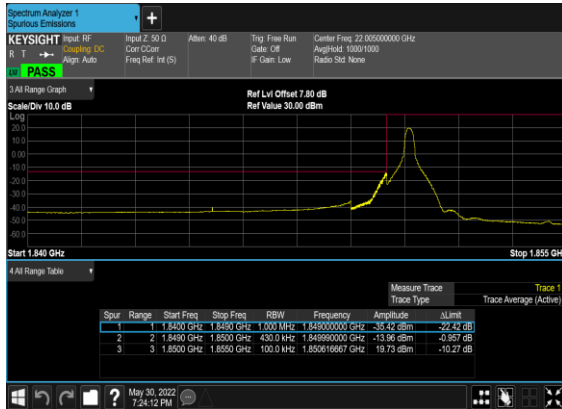 Spectrum Analyzer 1
Spurious Emissions
KEYSIGHT Input: RF Input Z: 50 Ω Atten: 40 dB Trig: Free Run Center Freq: 22.005000000 GHz
R T Coupling: DC Corr CCorr Gate: Off Avg|Hold: 1000/1000
Align: Auto Freq Ref: Int (S) IF Gain: Low Radio Std: None
LXI PASS
3 All Range Graph
Ref Lvl Offset 7.80 dB
Scale/Div 10.0 dB Ref Value 30.00 dBm
Log
20.0
10.0
0.00
-10.0
-20.0
-30.0
-40.0
-50.0
-60.0
Start 1.840 GHz Stop 1.855 GH
4 All Range Table
Measure Trace Trace 1
Trace Type Trace Average (Active)
Spur Range Start Freq Stop Freq RBW Frequency Amplitude ΔLimit
1 1 1.8400 GHz 1.8490 GHz 1.000 MHz 1.849000000 GHz -35.42 dBm -22.42 dB
2 2 1.8490 GHz 1.8500 GHz 430.0 kHz 1.849990000 GHz -13.96 dBm -0.957 dB
3 3 1.8500 GHz 1.8550 GHz 100.0 kHz 1.850616667 GHz 19.73 dBm -10.27 dB
? May 30, 2022
7:24:12 PM